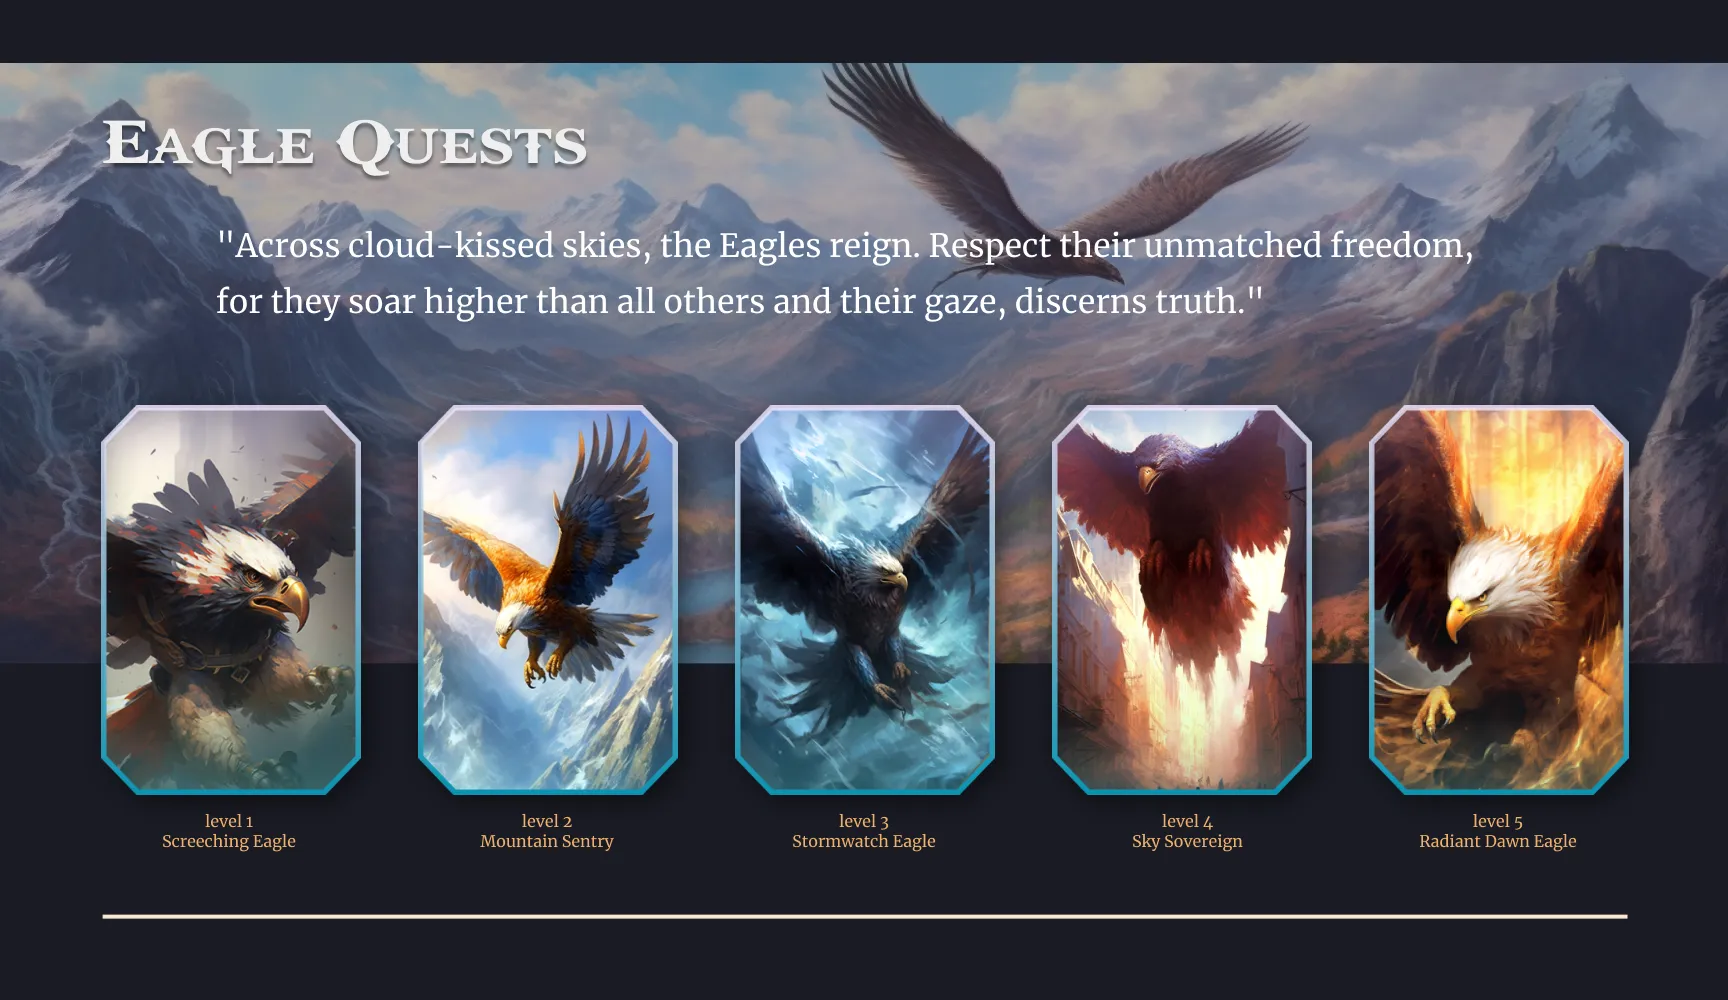 Eagle Quests
"Across cloud-kissed skies, the Eagles reign. Respect their unmatched freedom,
for they soar higher than all others and their gaze, discerns truth."
level 1
Screeching Eagle
level 2
Mountain Sentry
level 3
Stormwatch Eagle
level 4
Sky Sovereign
level 5
Radiant Dawn Eagle